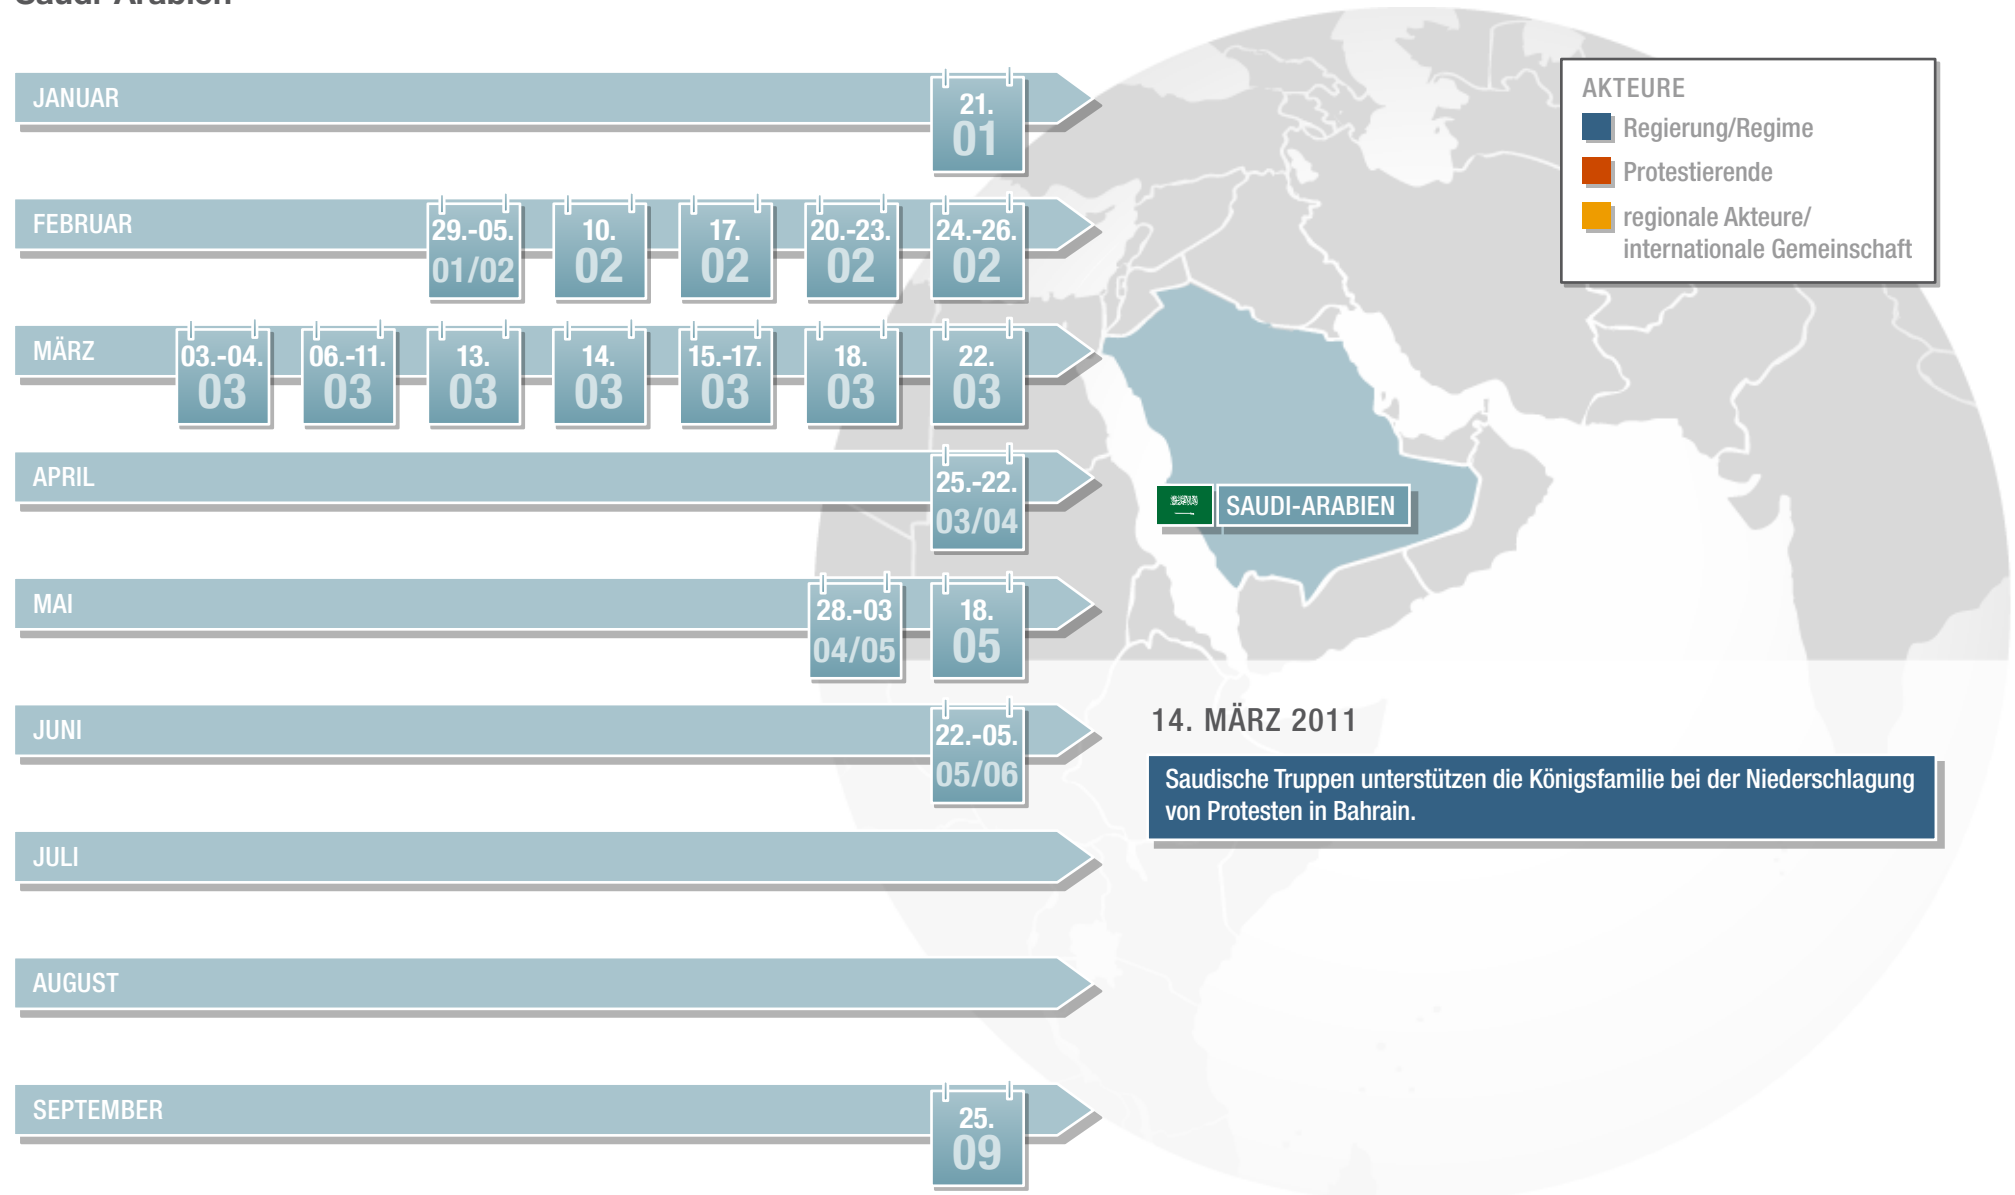 Saudi-Arabien
JANUAR
21.
01
FEBRUAR
29.-05.
01/02
10.
02
17.
02
20.-23.
02
24.-26.
02
MÄRZ
03.-04.
03
06.-11.
03
13.
03
14.
03
15.-17.
03
18.
03
22.
03
APRIL
25.-22.
03/04
MAI
28.-03
04/05
18.
05
JUNI
22.-05.
05/06
JULI
AUGUST
SEPTEMBER
25.
09
AKTEURE
Regierung/Regime
Protestierende
regionale Akteure/
internationale Gemeinschaft
SAUDI-ARABIEN
14. MÄRZ 2011
Saudische Truppen unterstützen die Königsfamilie bei der Niederschlagung
von Protesten in Bahrain.